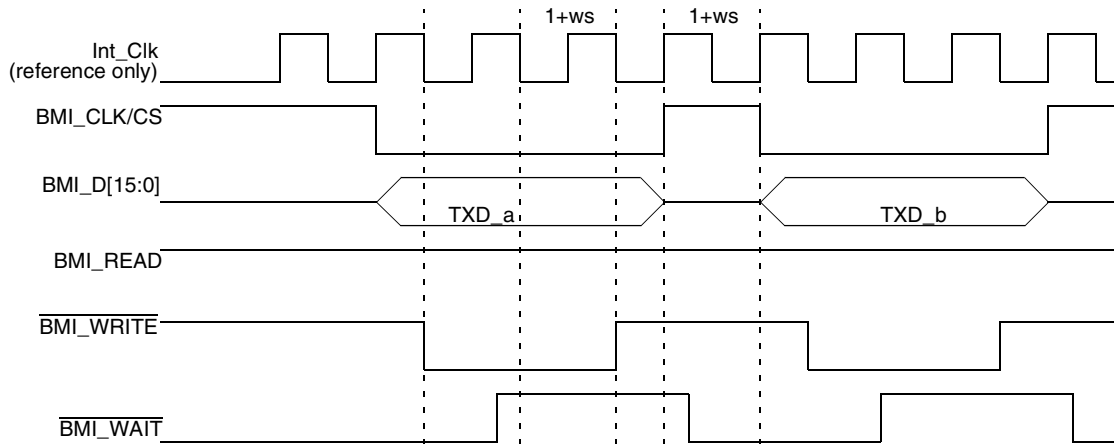 1+ws 1+ws
Int_Clk
(reference only)
BMI_CLK/CS
BMI_D[15:0]
TXD_a TXD_b
BMI_READ
BMI_WRITE
BMI_WAIT